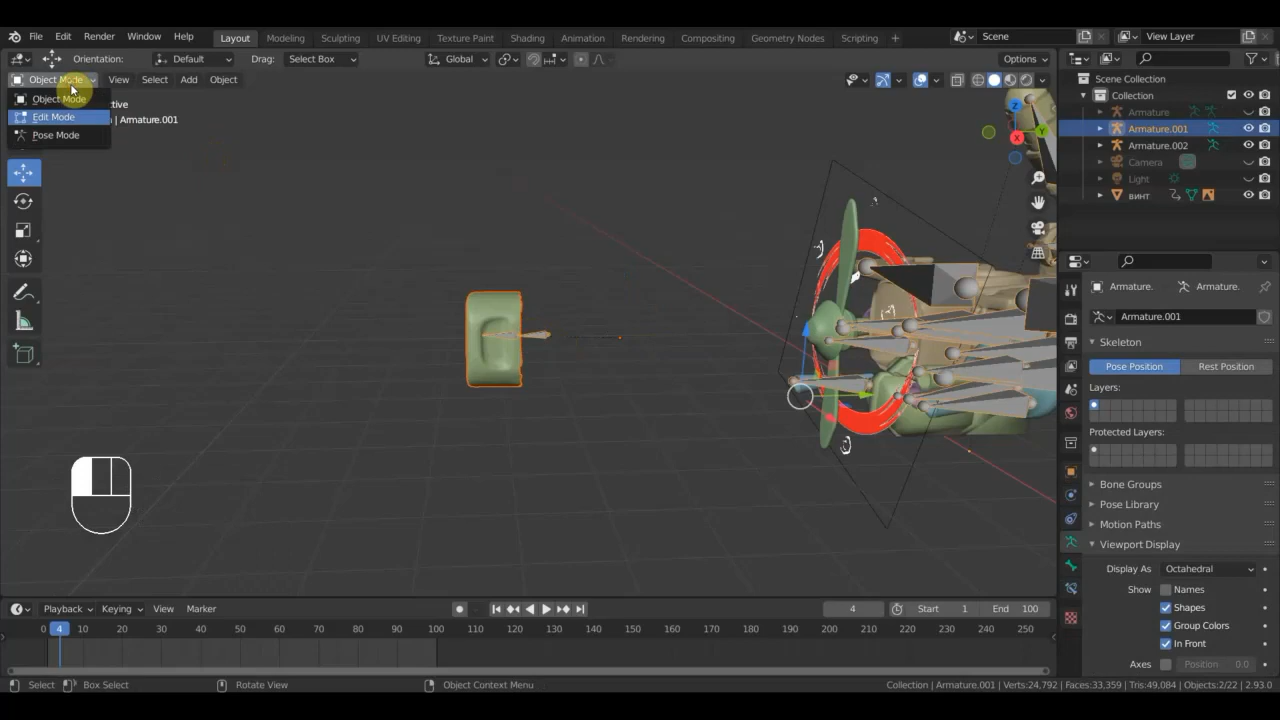 File Edit Render Window Help Layout Modeling Sculpting UV Editing Texture Paint Shading Animation Rendering Compositing Geometry Nodes Scripting + Scene View Layer
Orientation: Default Drag: Select Box Global Options
Object Mode View Select Add Object
Object Mode
Edit Mode
Pose Mode
ctive
| Armature.001
X
Y
Z
Scene Collection
Collection
Armature
Armature.001
Armature.002
Camera
Light
винт
Armature. Armature.
Armature.001
Skeleton
Pose Position Rest Position
Layers:
Protected Layers:
Bone Groups
Pose Library
Motion Paths
Viewport Display
Display As Octahedral
Show Names
Shapes
Group Colors
In Front
Axes Position 0.0
Playback Keying View Marker 4 Start 1 End 100
0 4 10 20 30 40 50 60 70 80 90 100 110 120 130 140 150 160 170 180 190 200 210 220 230 240 250
Select Box Select Rotate View Object Context Menu Collection | Armature.001 | Verts:24,792 | Faces:33,359 | Tris:49,084 | Objects:2/22 | 2.93.0